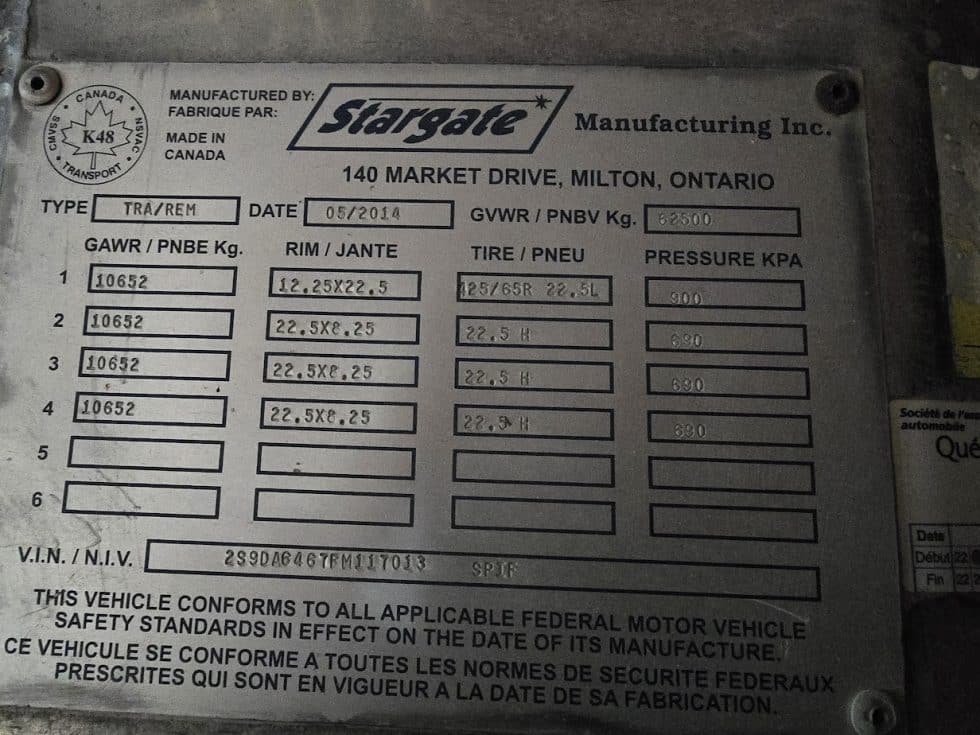 CANADA
K48
CMVSS • NSVAC
TRANSPORT
MANUFACTURED BY:
FABRIQUE PAR:
MADE IN
CANADA
Stargate Manufacturing Inc.
140 MARKET DRIVE, MILTON, ONTARIO
TYPE TRA/REM DATE 05/2014 GVWR / PNBV Kg. 62500
GAWR / PNBE Kg. RIM / JANTE TIRE / PNEU PRESSURE KPA
1 10652 12.25X22.5 425/65R 22.5L 900
2 10652 22.5X8.25 22.5 H 690
3 10652 22.5X8.25 22.5 H 690
4 10652 22.5X8.25 22.5 H 690
5
6
V.I.N. / N.I.V. 2S9DA6467FM117013 SPIF
THIS VEHICLE CONFORMS TO ALL APPLICABLE FEDERAL MOTOR VEHICLE
SAFETY STANDARDS IN EFFECT ON THE DATE OF ITS MANUFACTURE.
CE VEHICULE SE CONFORME A TOUTES LES NORMES DE SECURITE FEDERAUX
PRESCRITES QUI SONT EN VIGUEUR A LA DATE DE SA FABRICATION.
Société de l'
automobile
Qué
Date
Début 22
Fin 22